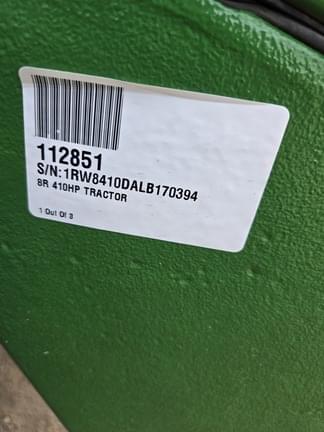 112851
S/N:1RW8410DALB170394
8R 410HP TRACTOR
1 Out Of 3